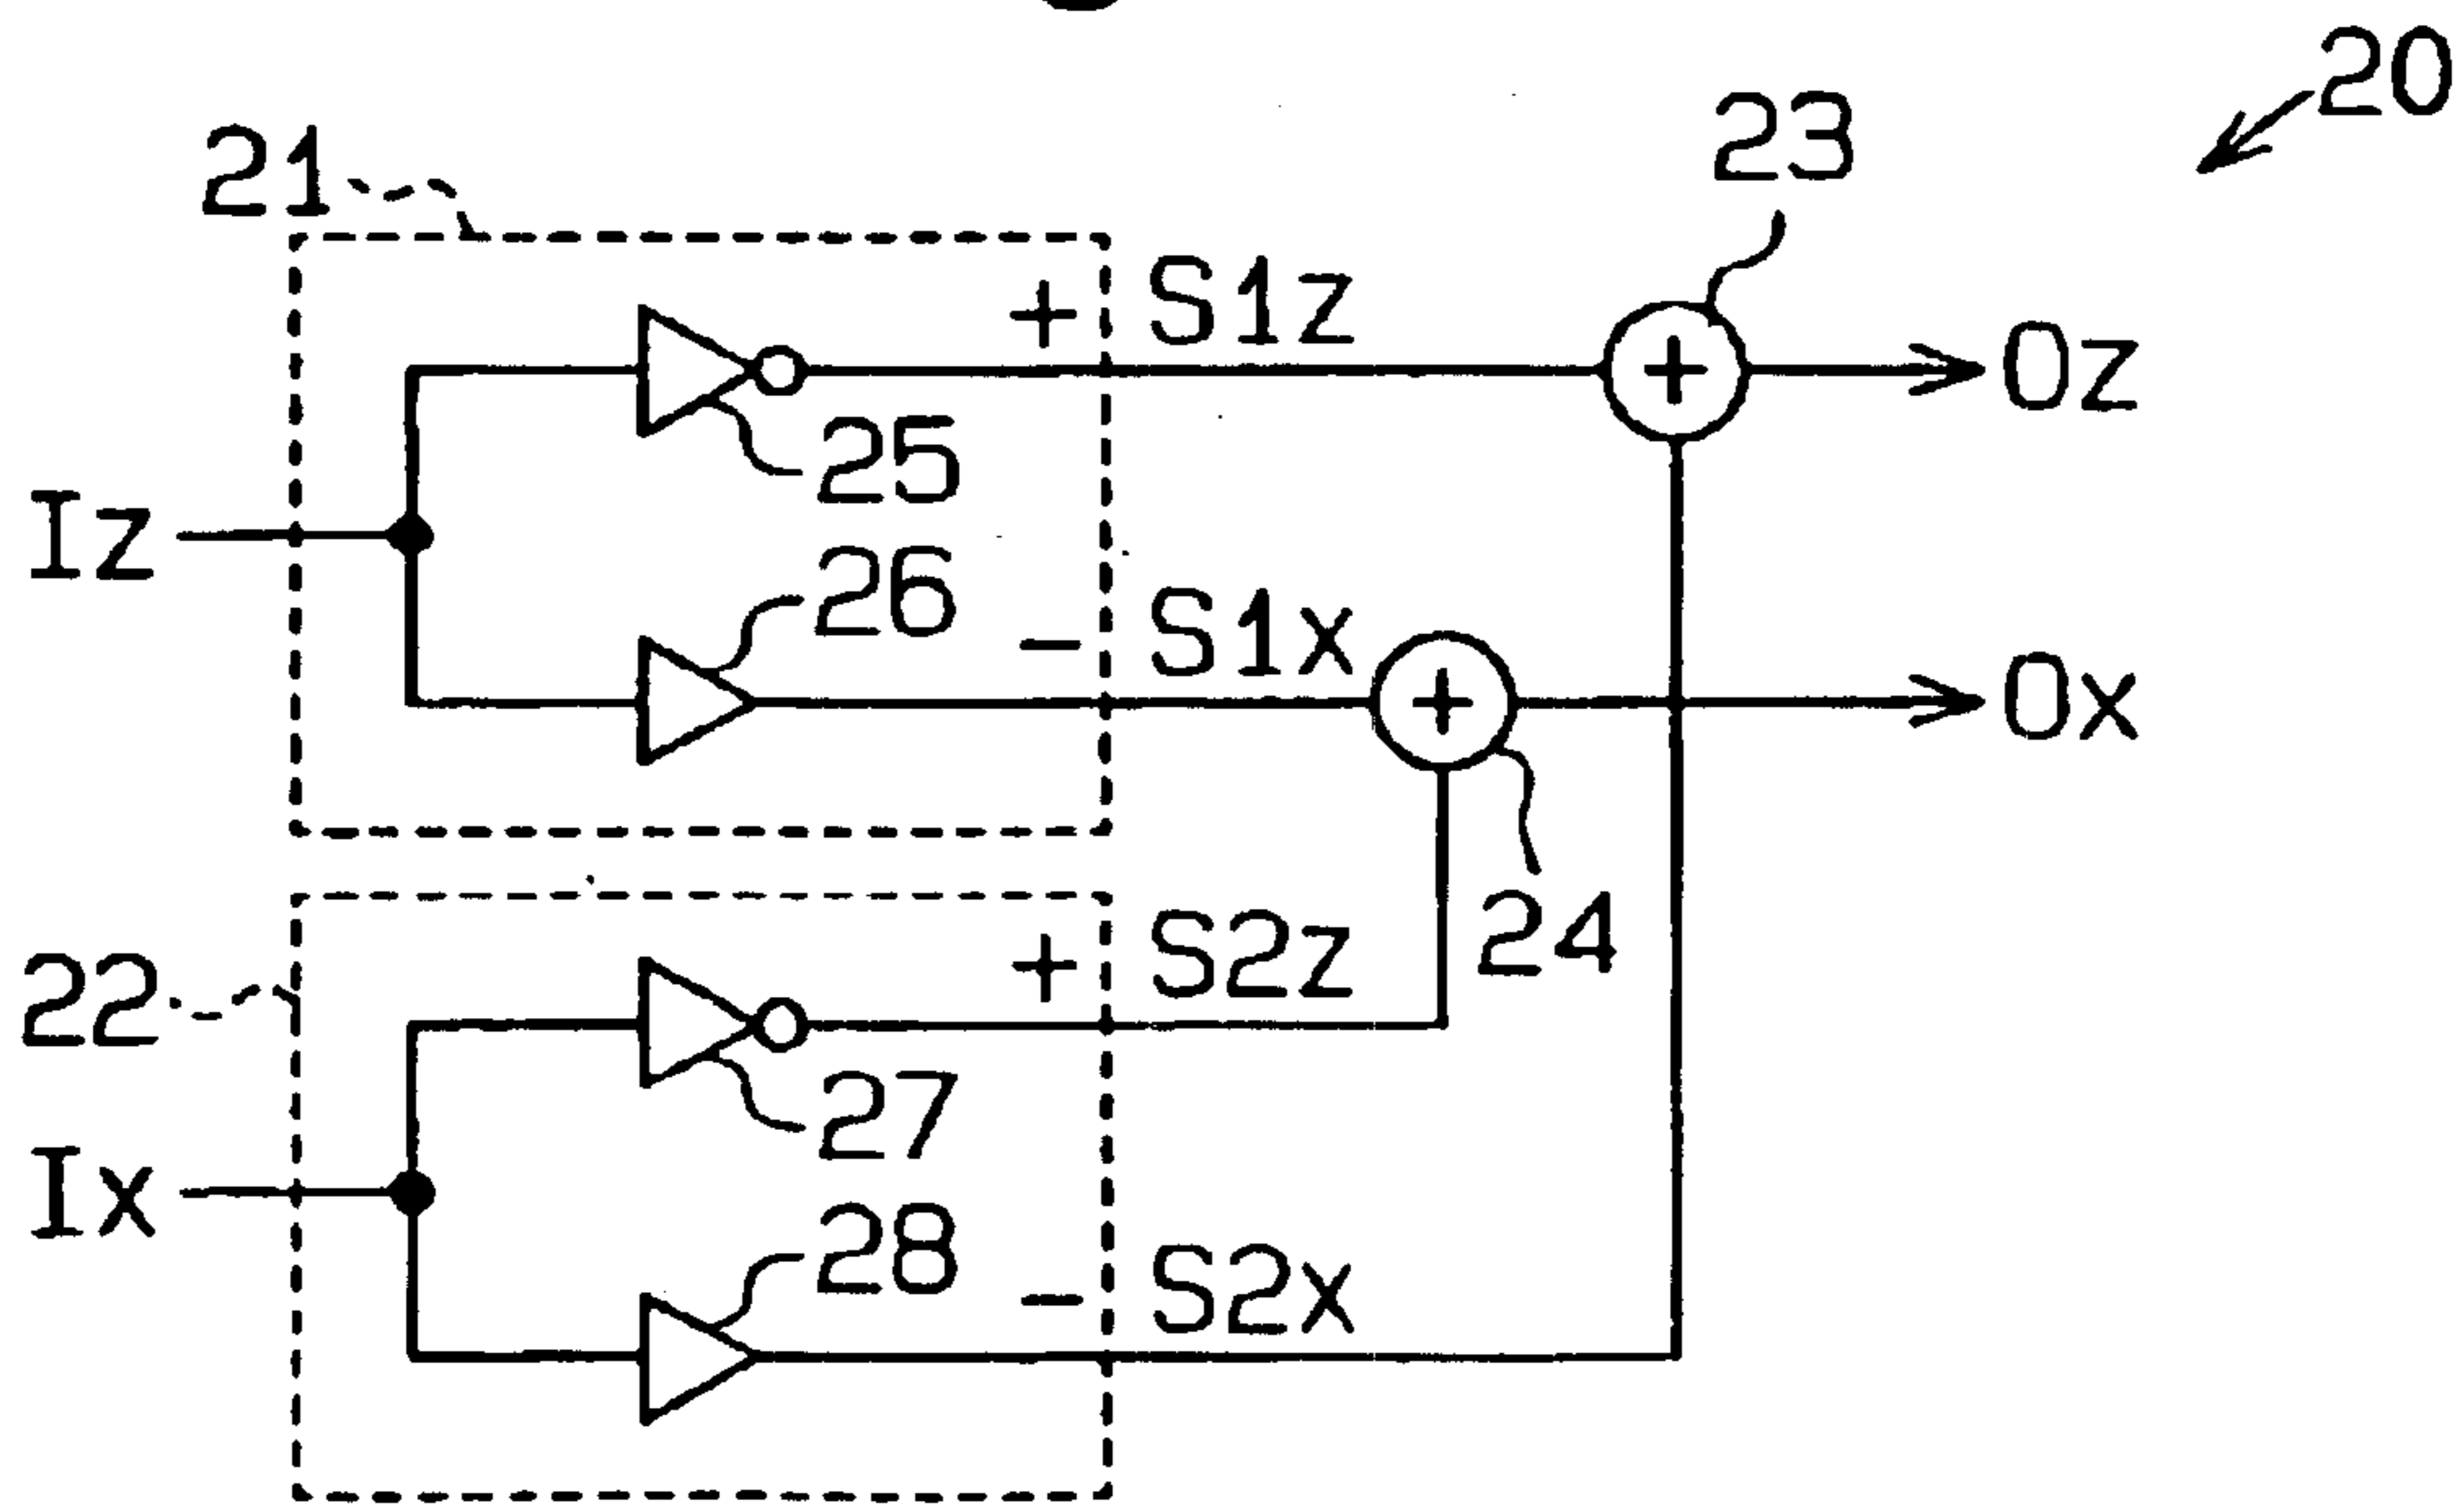 20
23
21
+ S1z
Oz
25
Iz
26
- S1x
Ox
24
+ S2z
22
27
Ix
28
- S2x